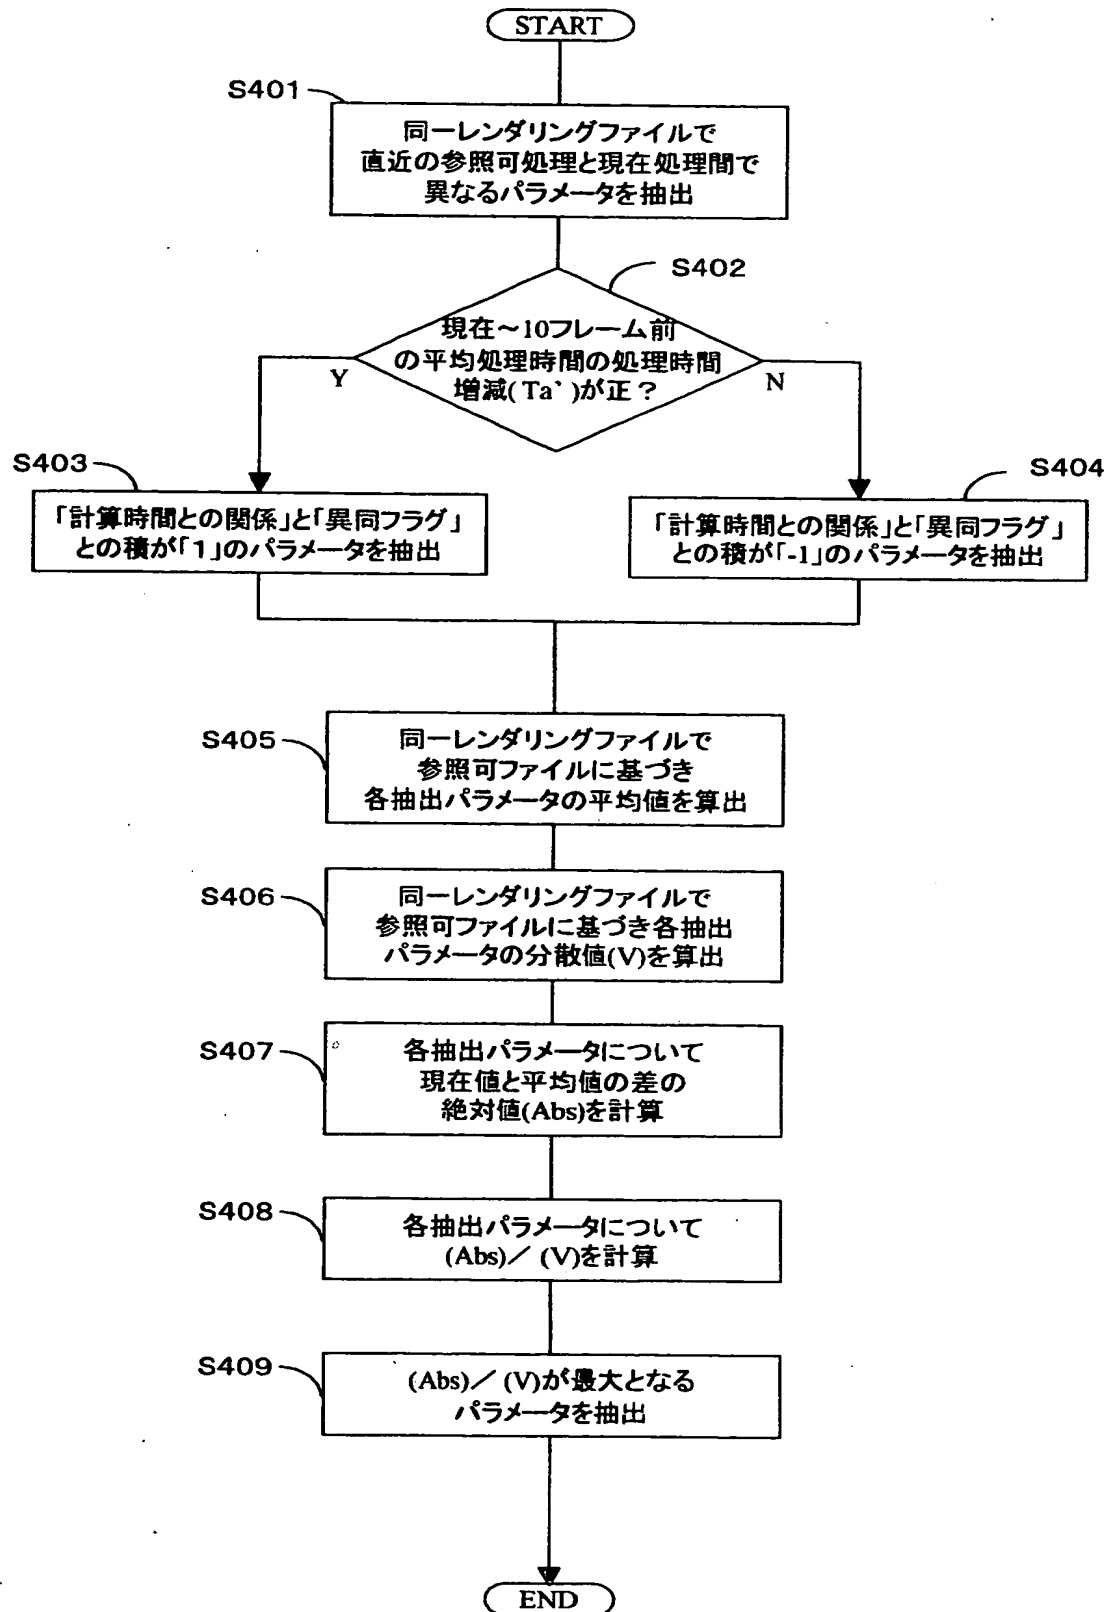 START
S401
同一レンダリングファイルで
直近の参照可処理と現在処理間で
異なるパラメータを抽出
S402
現在～10フレーム前
の平均処理時間の処理時間
増減(Ta`)が正？
Y
N
S403
「計算時間との関係」と「異同フラグ」
との積が「1」のパラメータを抽出
S404
「計算時間との関係」と「異同フラグ」
との積が「-1」のパラメータを抽出
S405
同一レンダリングファイルで
参照可ファイルに基づき
各抽出パラメータの平均値を算出
S406
同一レンダリングファイルで
参照可ファイルに基づき各抽出
パラメータの分散値(V)を算出
S407
各抽出パラメータについて
現在値と平均値の差の
絶対値(Abs)を計算
S408
各抽出パラメータについて
(Abs)／ (V)を計算
S409
(Abs)／ (V)が最大となる
パラメータを抽出
END